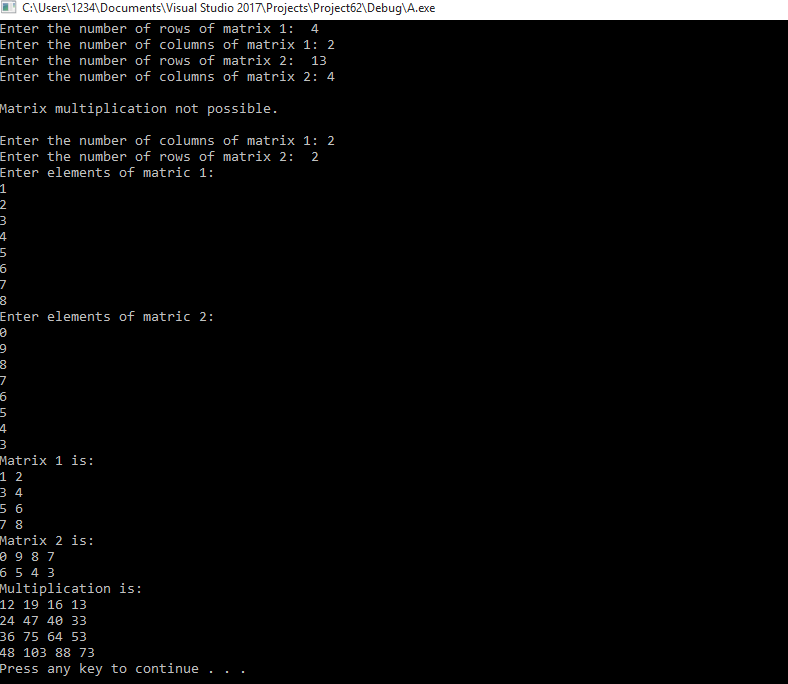 C:\Users\1234\Documents\Visual Studio 2017\Projects\Project62\Debug\A.exe
Enter the number of rows of matrix 1:  4
Enter the number of columns of matrix 1: 2
Enter the number of rows of matrix 2:  13
Enter the number of columns of matrix 2: 4
Matrix multiplication not possible.
Enter the number of columns of matrix 1: 2
Enter the number of rows of matrix 2:  2
Enter elements of matric 1:
1
2
3
4
5
6
7
8
Enter elements of matric 2:
0
9
8
7
6
5
4
3
Matrix 1 is:
1 2
3 4
5 6
7 8
Matrix 2 is:
0 9 8 7
6 5 4 3
Multiplication is:
12 19 16 13
24 47 40 33
36 75 64 53
48 103 88 73
Press any key to continue . . .